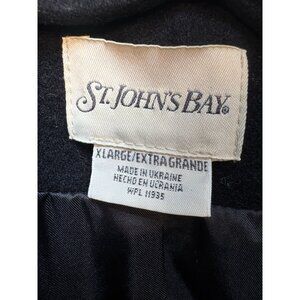 ST. JOHN'S BAY®
XLARGE/EXTRAGRANDE
MADE IN UKRAINE
HECHO EN UCRANIA
WPL 11935